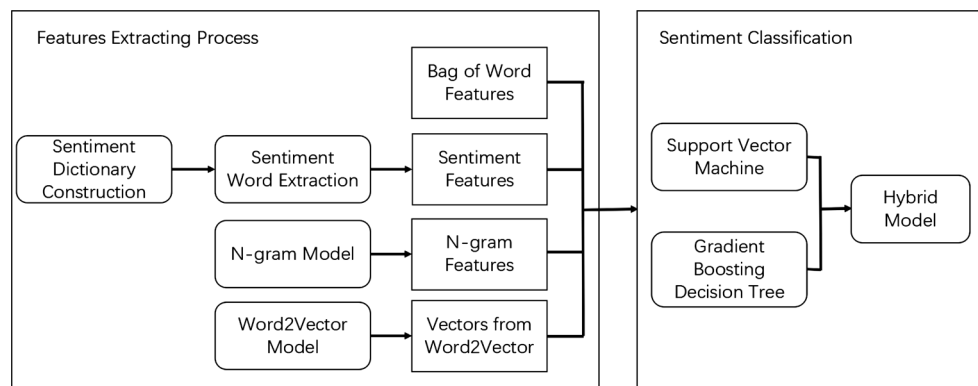 Features Extracting Process
Bag of Word
Features
Sentiment
Dictionary
Construction
Sentiment
Word Extraction
Sentiment
Features
N-gram Model
N-gram
Features
Word2Vector
Model
Vectors from
Word2Vector
Sentiment Classification
Support Vector
Machine
Gradient
Boosting
Decision Tree
Hybrid
Model